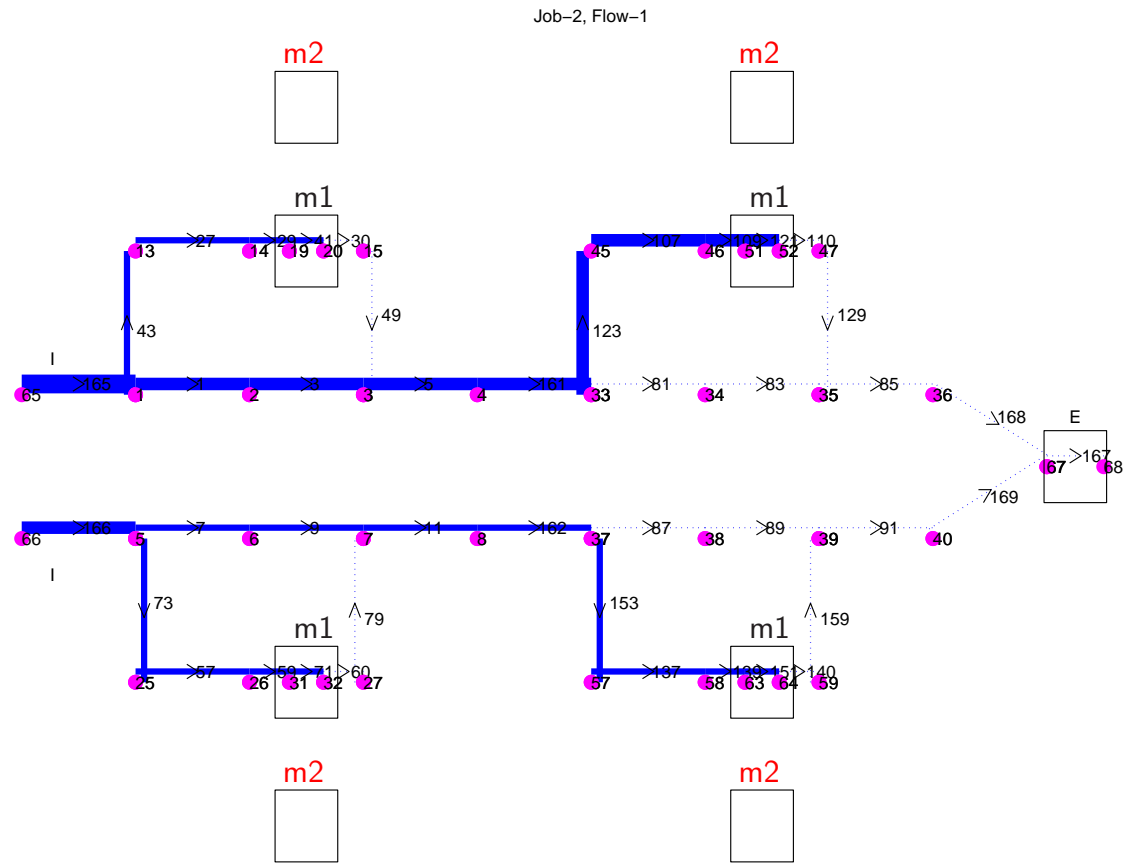 Job−2, Flow−1
m2 m2
m1 m1
27 29 41 30 107 109 121 110
13 14 19 20 15 45 46 51 52 47
43 49 123 129
I
165 1 3 5 161 81 83 85
65 1 2 3 4 33 34 35 36
168
E
167
67 68
169
166 7 9 11 162 87 89 91
66 5 6 7 8 37 38 39 40
I
73 79 153 159
m1 m1
57 59 71 60 137 139 151 140
25 26 31 32 27 57 58 63 64 59
m2 m2